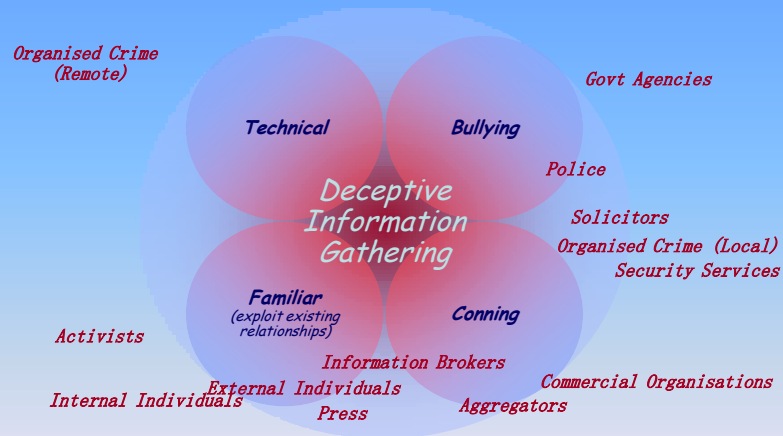 Organised Crime
(Remote)
Govt Agencies
Technical
Bullying
Police
Deceptive
Information
Gathering
Solicitors
Organised Crime (Local)
Security Services
Familiar
(exploit existing
relationships)
Conning
Activists
Information Brokers
External Individuals
Commercial Organisations
Internal Individuals
Press
Aggregators